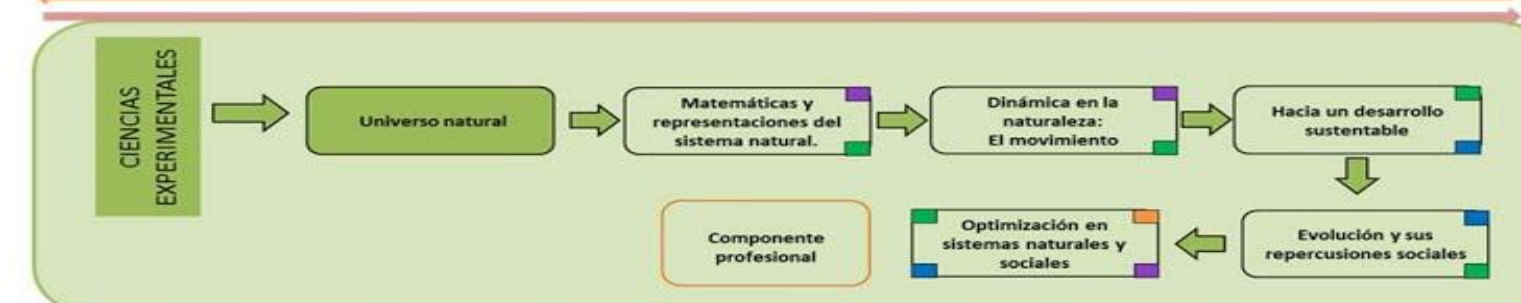 CIENCIAS
EXPERIMENTALES
Universo natural
Matemáticas y
representaciones del
sistema natural.
Dinámica en la
naturaleza:
El movimiento
Hacia un desarrollo
sustentable
Componente
profesional
Optimización en
sistemas naturales y
sociales
Evolución y sus
repercusiones sociales